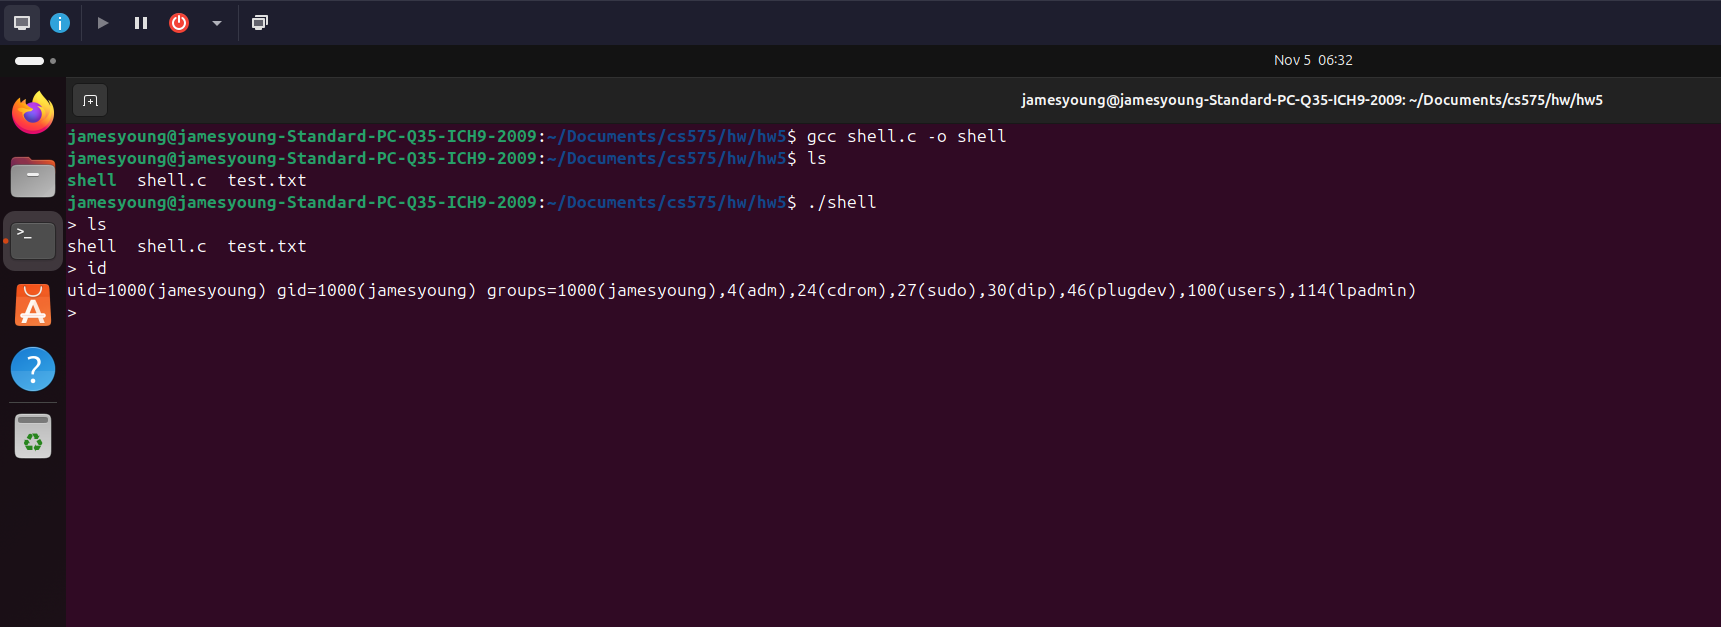 Nov 5 06:32
jamesyoung@jamesyoung-Standard-PC-Q35-ICH9-2009: ~/Documents/cs575/hw/hw5
jamesyoung@jamesyoung-Standard-PC-Q35-ICH9-2009:~/Documents/cs575/hw/hw5$ gcc shell.c -o shell
jamesyoung@jamesyoung-Standard-PC-Q35-ICH9-2009:~/Documents/cs575/hw/hw5$ ls
shell  shell.c  test.txt
jamesyoung@jamesyoung-Standard-PC-Q35-ICH9-2009:~/Documents/cs575/hw/hw5$ ./shell
> ls
shell  shell.c  test.txt
> id
uid=1000(jamesyoung) gid=1000(jamesyoung) groups=1000(jamesyoung),4(adm),24(cdrom),27(sudo),30(dip),46(plugdev),100(users),114(lpadmin)
>